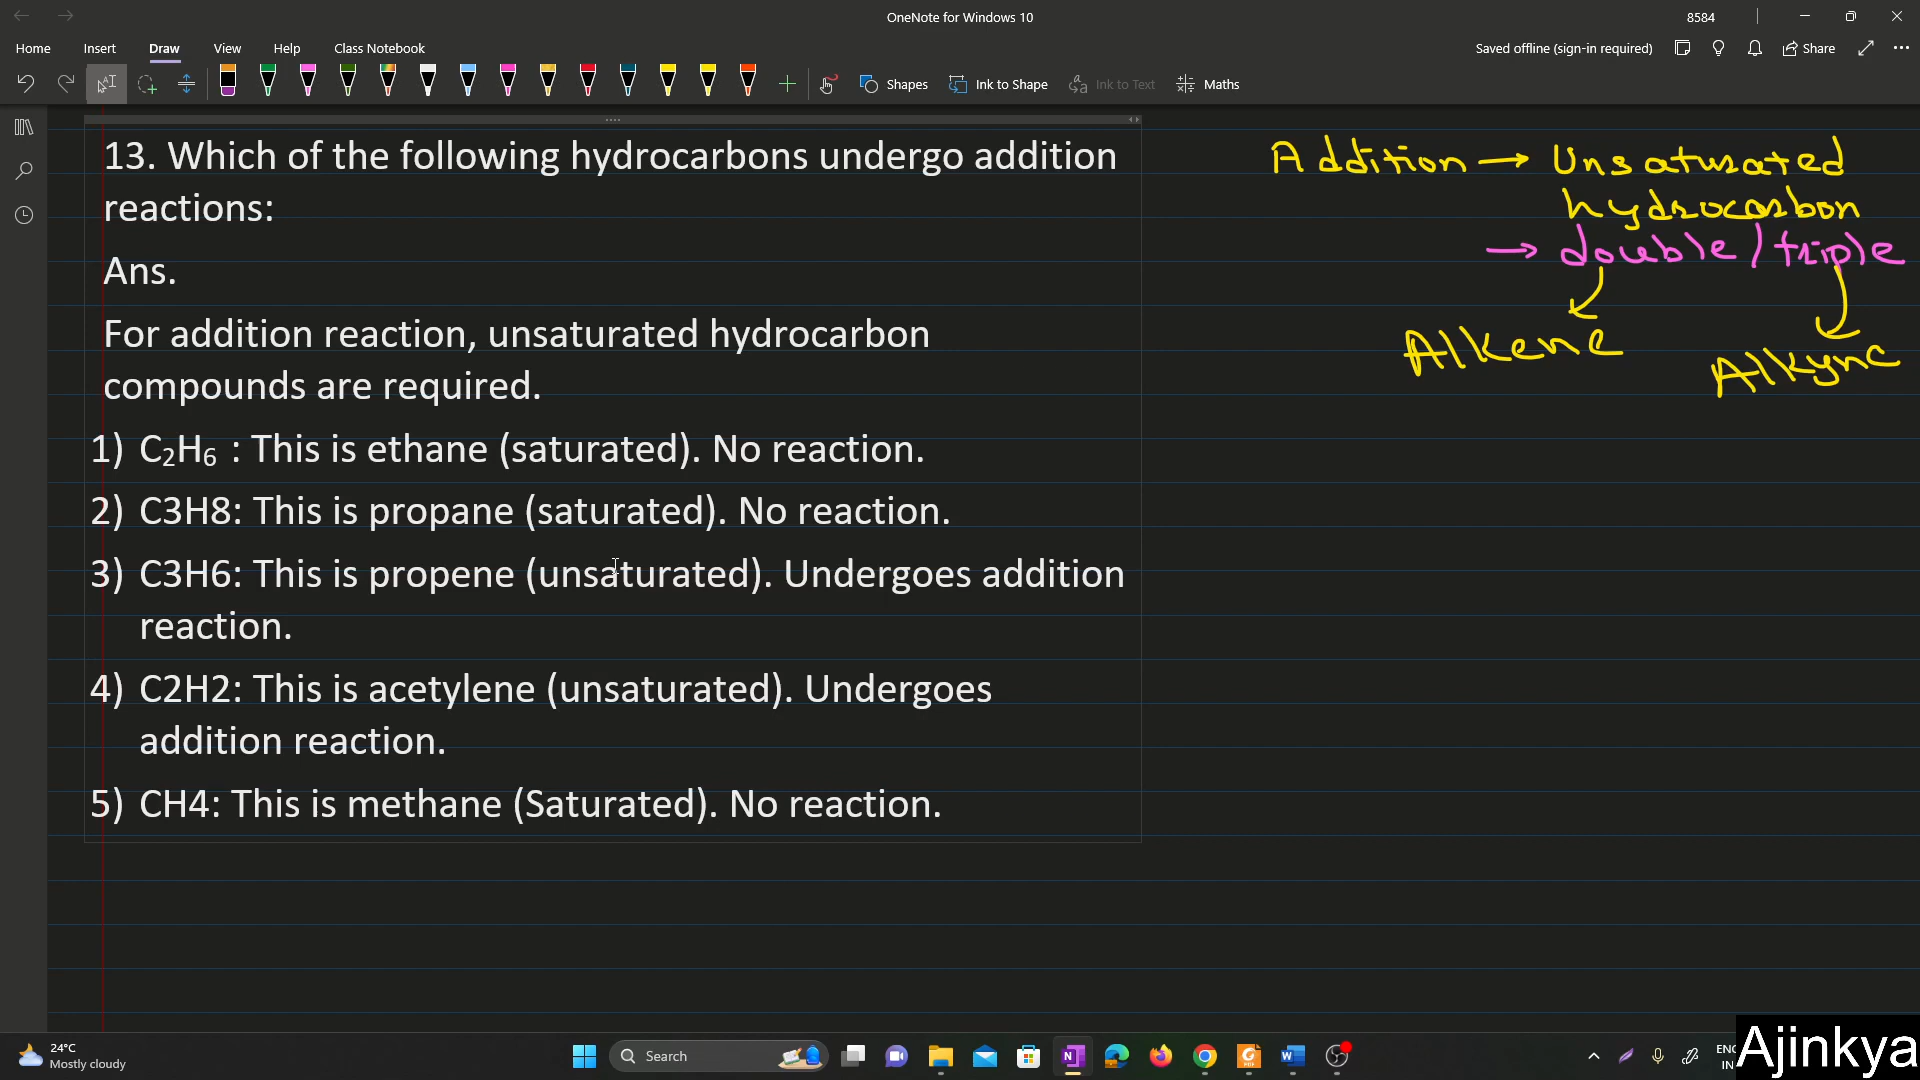 OneNote for Windows 10
8584
Home Insert Draw View Help Class Notebook
Saved offline (sign-in required) Share
Shapes Ink to Shape Ink to Text Maths
13. Which of the following hydrocarbons undergo addition
reactions:
Ans.
For addition reaction, unsaturated hydrocarbon
compounds are required.
1) C₂H₆ : This is ethane (saturated). No reaction.
2) C3H8: This is propane (saturated). No reaction.
3) C3H6: This is propene (unsaturated). Undergoes addition
reaction.
4) C2H2: This is acetylene (unsaturated). Undergoes
addition reaction.
5) CH4: This is methane (Saturated). No reaction.
Addition → Unsaturated
hydrocarbon
→ double/triple
Alkene
Alkyne
24°C
Mostly cloudy
Search
ENG
IN
Ajinkya